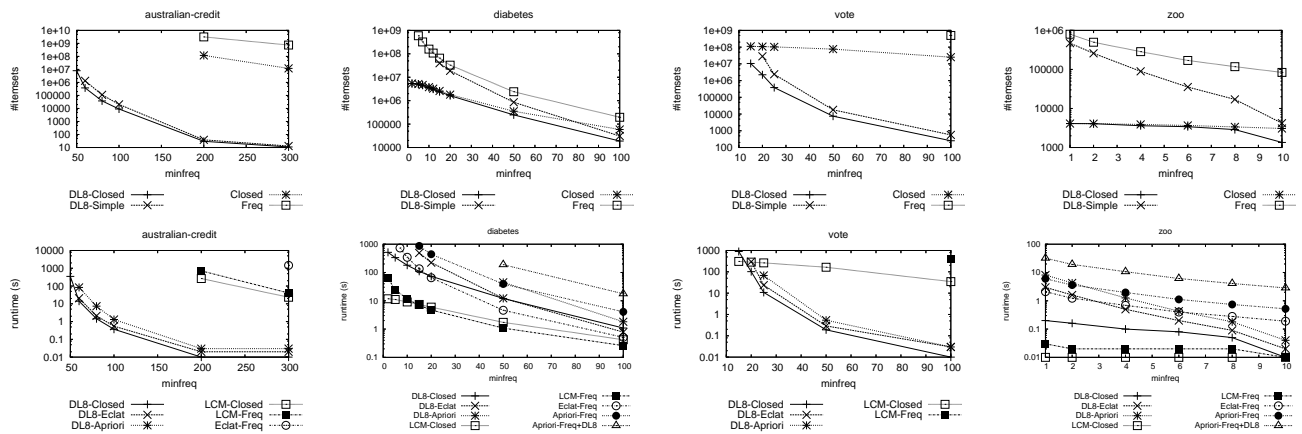 australian-credit
1e+10
1e+09
1e+08
1e+07
1e+06
100000
10000
1000
100
10
#itemsets
50 100 150 200 250 300
minfreq
DL8-Closed
DL8-Simple
Closed
Freq
diabetes
1e+09
1e+08
1e+07
1e+06
100000
10000
#itemsets
0 10 20 30 40 50 60 70 80 90 100
minfreq
DL8-Closed
DL8-Simple
Closed
Freq
vote
1e+09
1e+08
1e+07
1e+06
100000
10000
1000
100
#itemsets
10 20 30 40 50 60 70 80 90 100
minfreq
DL8-Closed
DL8-Simple
Closed
Freq
zoo
1e+06
100000
10000
1000
#itemsets
1 2 3 4 5 6 7 8 9 10
minfreq
DL8-Closed
DL8-Simple
Closed
Freq
australian-credit
10000
1000
100
10
1
0.1
0.01
runtime (s)
50 100 150 200 250 300
minfreq
DL8-Closed
DL8-Eclat
DL8-Apriori
LCM-Closed
LCM-Freq
Eclat-Freq
diabetes
1000
100
10
1
0.1
runtime (s)
0 10 20 30 40 50 60 70 80 90 100
minfreq
DL8-Closed
DL8-Eclat
DL8-Apriori
LCM-Closed
LCM-Freq
Eclat-Freq
Apriori-Freq
Apriori-Freq+DL8
vote
1000
100
10
1
0.1
0.01
runtime (s)
10 20 30 40 50 60 70 80 90 100
minfreq
DL8-Closed
DL8-Eclat
DL8-Apriori
LCM-Closed
LCM-Freq
zoo
100
10
1
0.1
0.01
runtime (s)
1 2 3 4 5 6 7 8 9 10
minfreq
DL8-Closed
DL8-Eclat
DL8-Apriori
LCM-Closed
LCM-Freq
Eclat-Freq
Apriori-Freq
Apriori-Freq+DL8